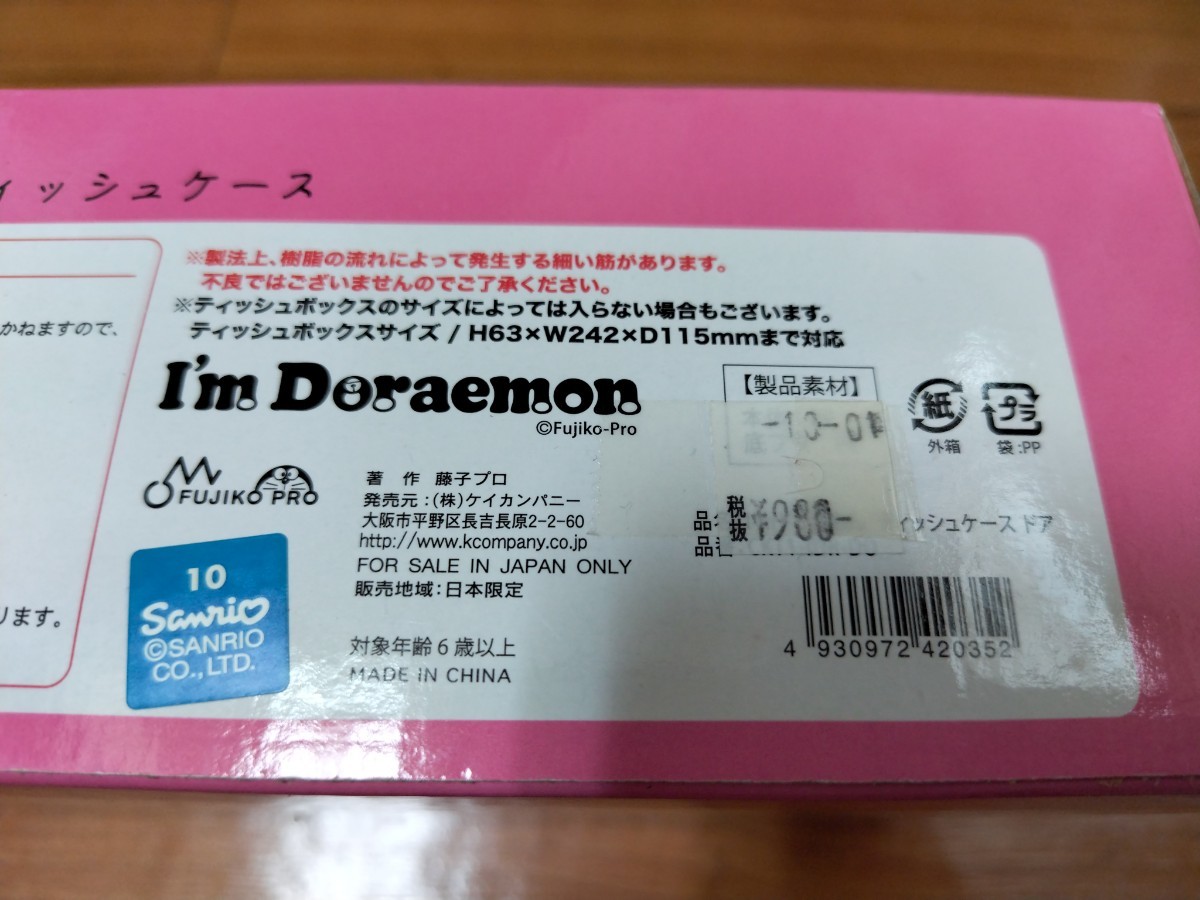 ィッシュケース
※製法上、樹脂の流れによって発生する細い筋があります。
不良ではございませんのでご了承ください。
※ティッシュボックスのサイズによっては入らない場合もございます。
ティッシュボックスサイズ / H63×W242×D115mmまで対応
かねますので、
ります。
I'm Doraemon
©Fujiko-Pro
FUJIKO PRO
著 作 藤子プロ
発売元:(株)ケイカンパニー
大阪市平野区長吉長原2-2-60
http://www.kcompany.co.jp
FOR SALE IN JAPAN ONLY
販売地域:日本限定
対象年齢6歳以上
MADE IN CHINA
10
Sanrio
©SANRIO
CO., LTD.
【製品素材】
税抜 ¥980-
紙
外箱
プラ
袋:PP
品
ィッシュケース ドア
品番
4 930972 420352